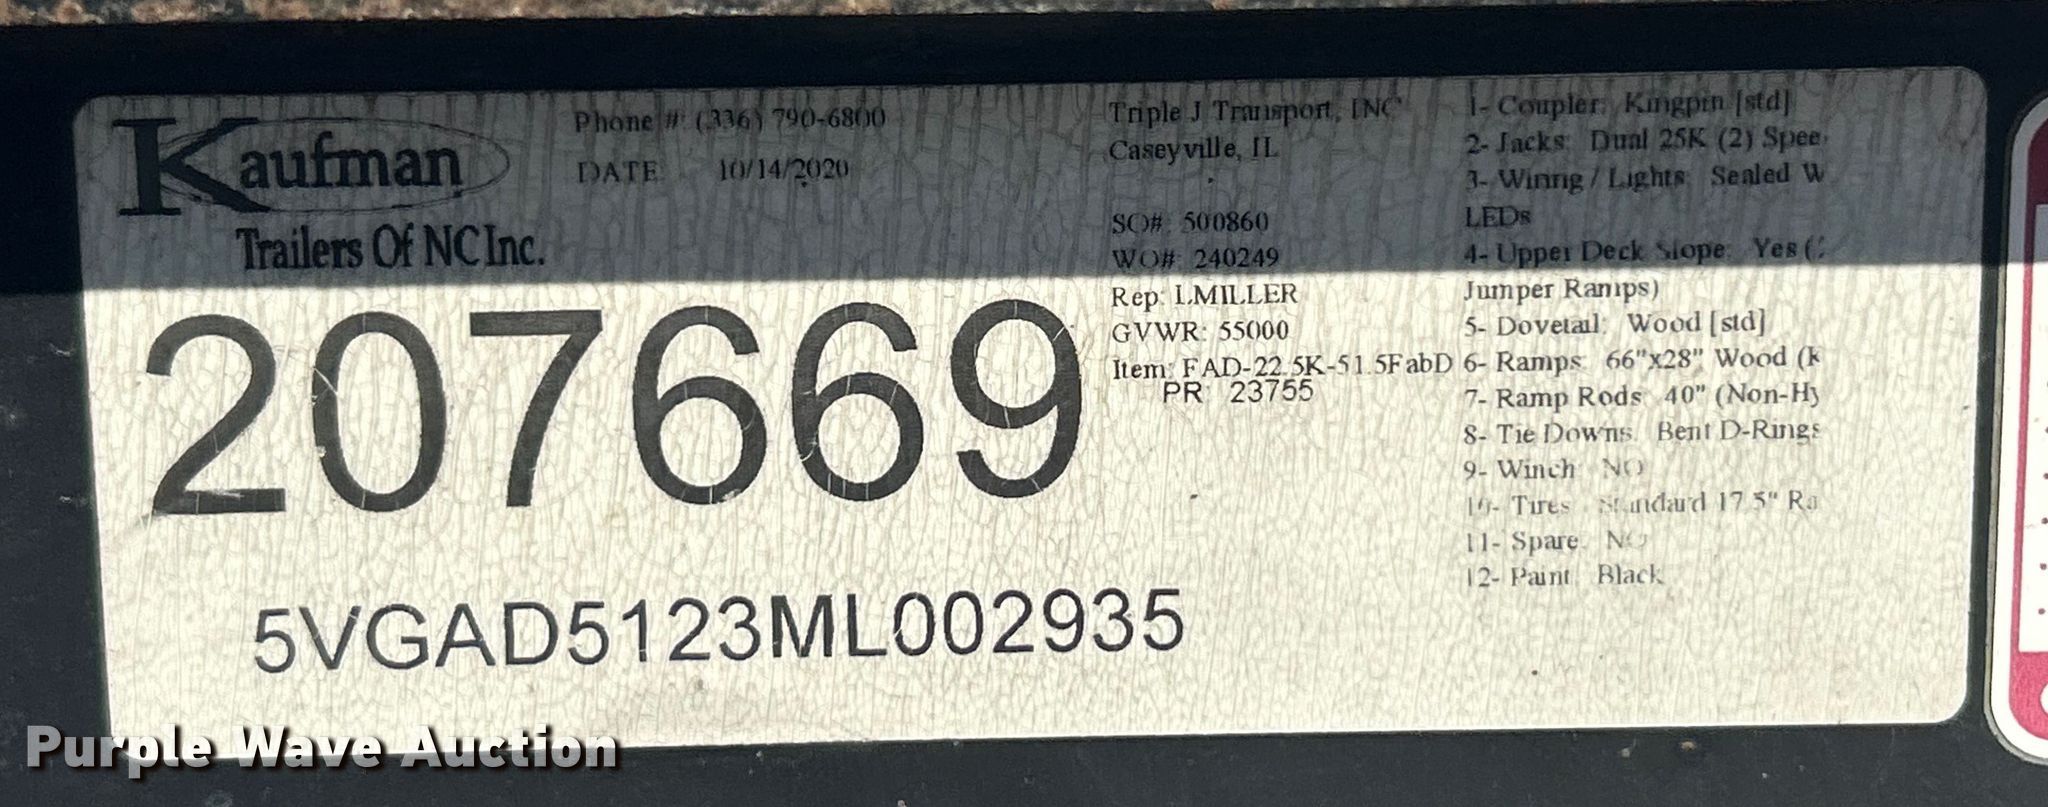 Kaufman
Trailers Of NC Inc.
Phone #: (336) 790-6800
DATE: 10/14/2020
207669
5VGAD5123ML002935
Triple J Transport, INC
Caseyville, IL
SO#: 500860
WO#: 240249
Rep: LMILLER
GVWR: 55000
Item: FAD-22.5K-51.5FabD
PR: 23755
1- Coupler: Kingpin [std]
2- Jacks: Dual 25K (2) Spee
3- Wiring / Lights: Sealed W
LEDs
4- Upper Deck Slope: Yes (
Jumper Ramps)
5- Dovetail: Wood [std]
6- Ramps: 66"x28" Wood (k
7- Ramp Rods: 40" (Non-Hy
8- Tie Downs: Bent D-Rings
9- Winch: NO
10- Tires: Standard 17.5" Ra
11- Spare: NO
12- Paint: Black
Purple Wave Auction